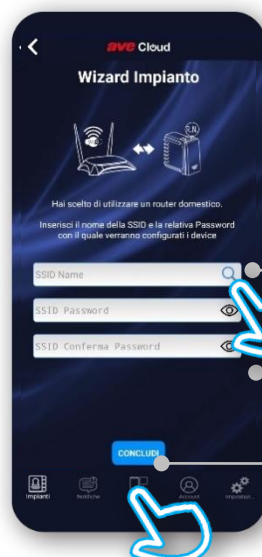 ave Cloud
Wizard Impianto
R.N.
Hai scelto di utilizzare un router domestico.
Inserisci il nome della SSID e la relativa Password
con il quale verranno configurati i device
SSID Name
SSID Password
SSID Conferma Password
CONCLUDI
Impianti
Notifiche
Account